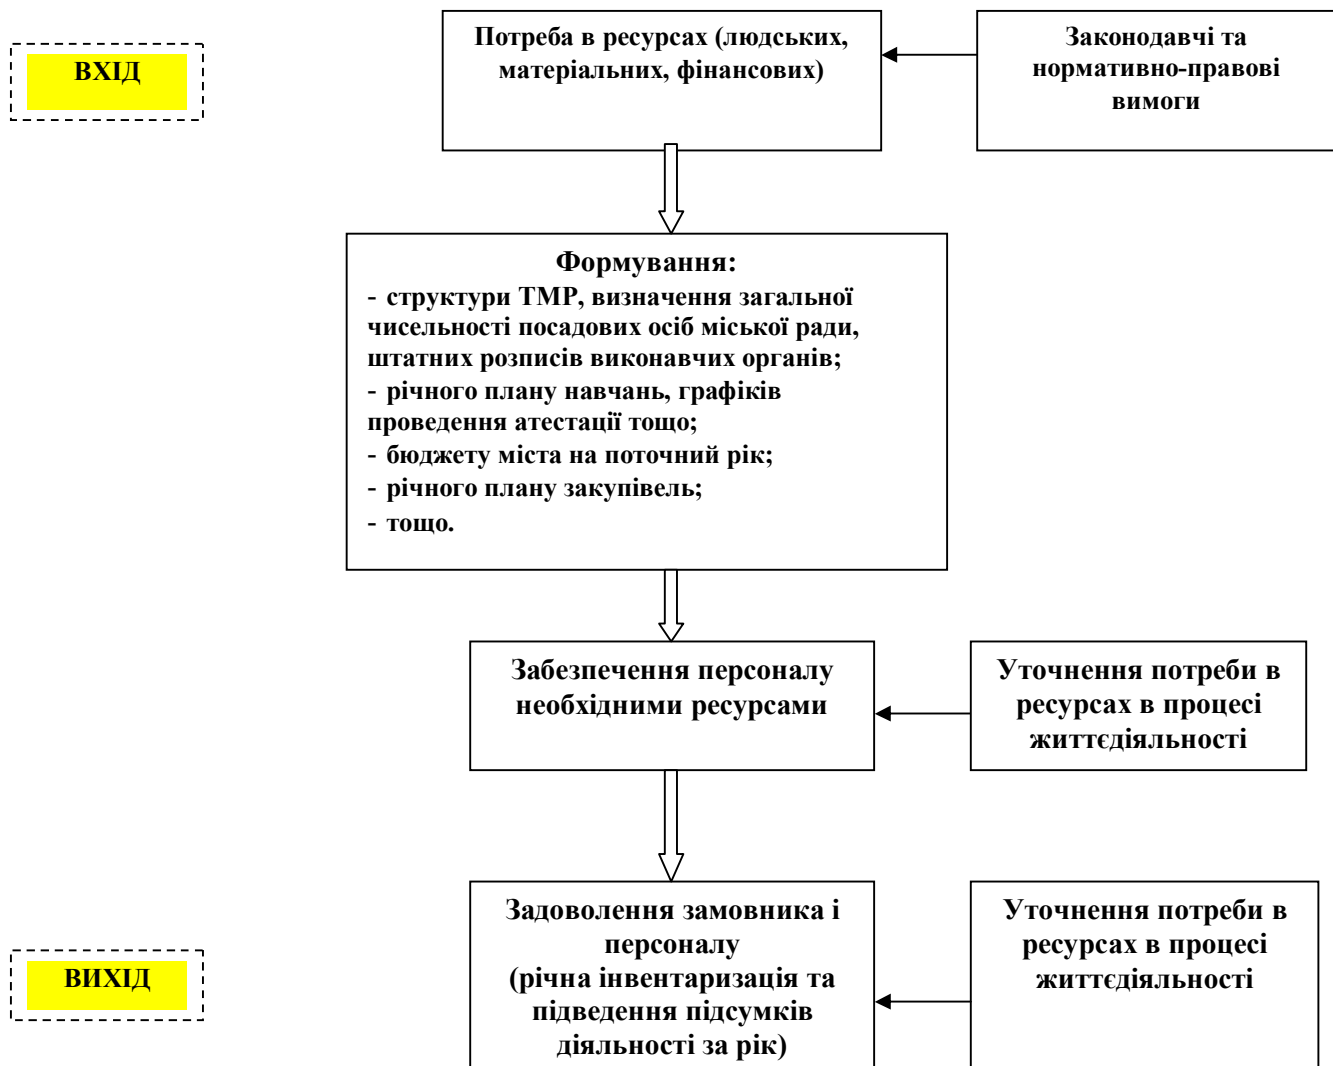 ВХІД
Потреба в ресурсах (людських,
матеріальних, фінансових)
Законодавчі та
нормативно-правові
вимоги
Формування:
- структури ТМР, визначення загальної
чисельності посадових осіб міської ради,
штатних розписів виконавчих органів;
- річного плану навчань, графіків
проведення атестації тощо;
- бюджету міста на поточний рік;
- річного плану закупівель;
- тощо.
Забезпечення персоналу
необхідними ресурсами
Уточнення потреби в
ресурсах в процесі
життєдіяльності
ВИХІД
Задоволення замовника і
персоналу
(річна інвентаризація та
підведення підсумків
діяльності за рік)
Уточнення потреби в
ресурсах в процесі
життєдіяльності